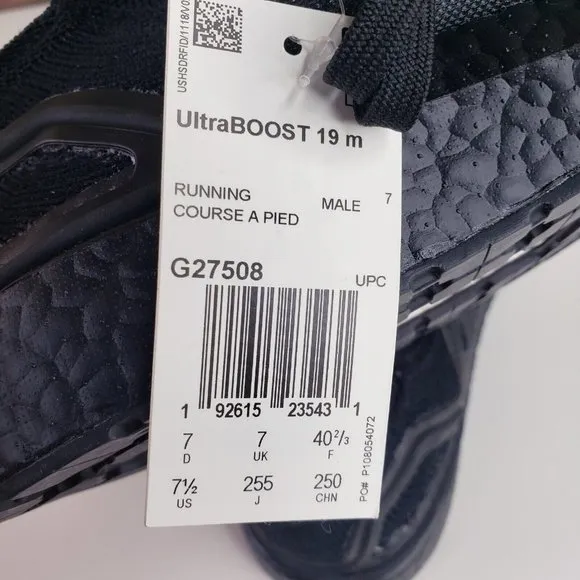 USHSDRFID/1118/V0
UltraBOOST 19 m
RUNNING MALE 7
COURSE A PIED
G27508
UPC
1 92615 23543 1
7 7 40⅔
D UK F
7½ 255 250
US J CHN
PO# P108054072